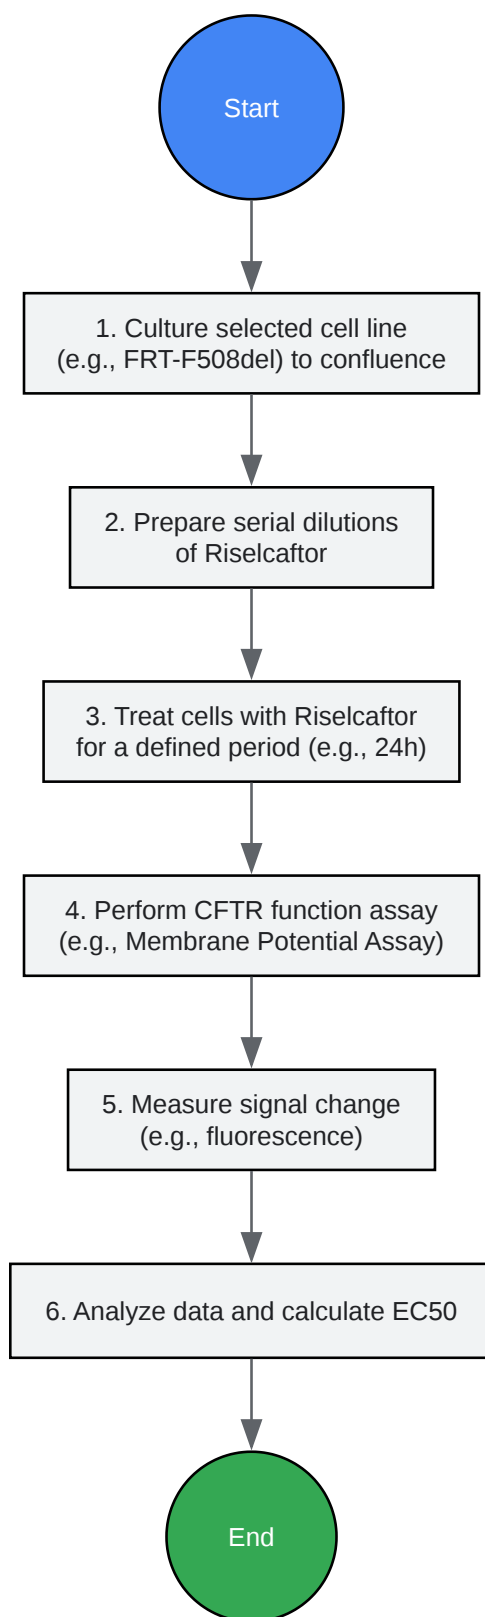 Start
1. Culture selected cell line
(e.g., FRT-F508del) to confluence
2. Prepare serial dilutions
of Riselcaftor
3. Treat cells with Riselcaftor
for a defined period (e.g., 24h)
4. Perform CFTR function assay
(e.g., Membrane Potential Assay)
5. Measure signal change
(e.g., fluorescence)
6. Analyze data and calculate EC50
End